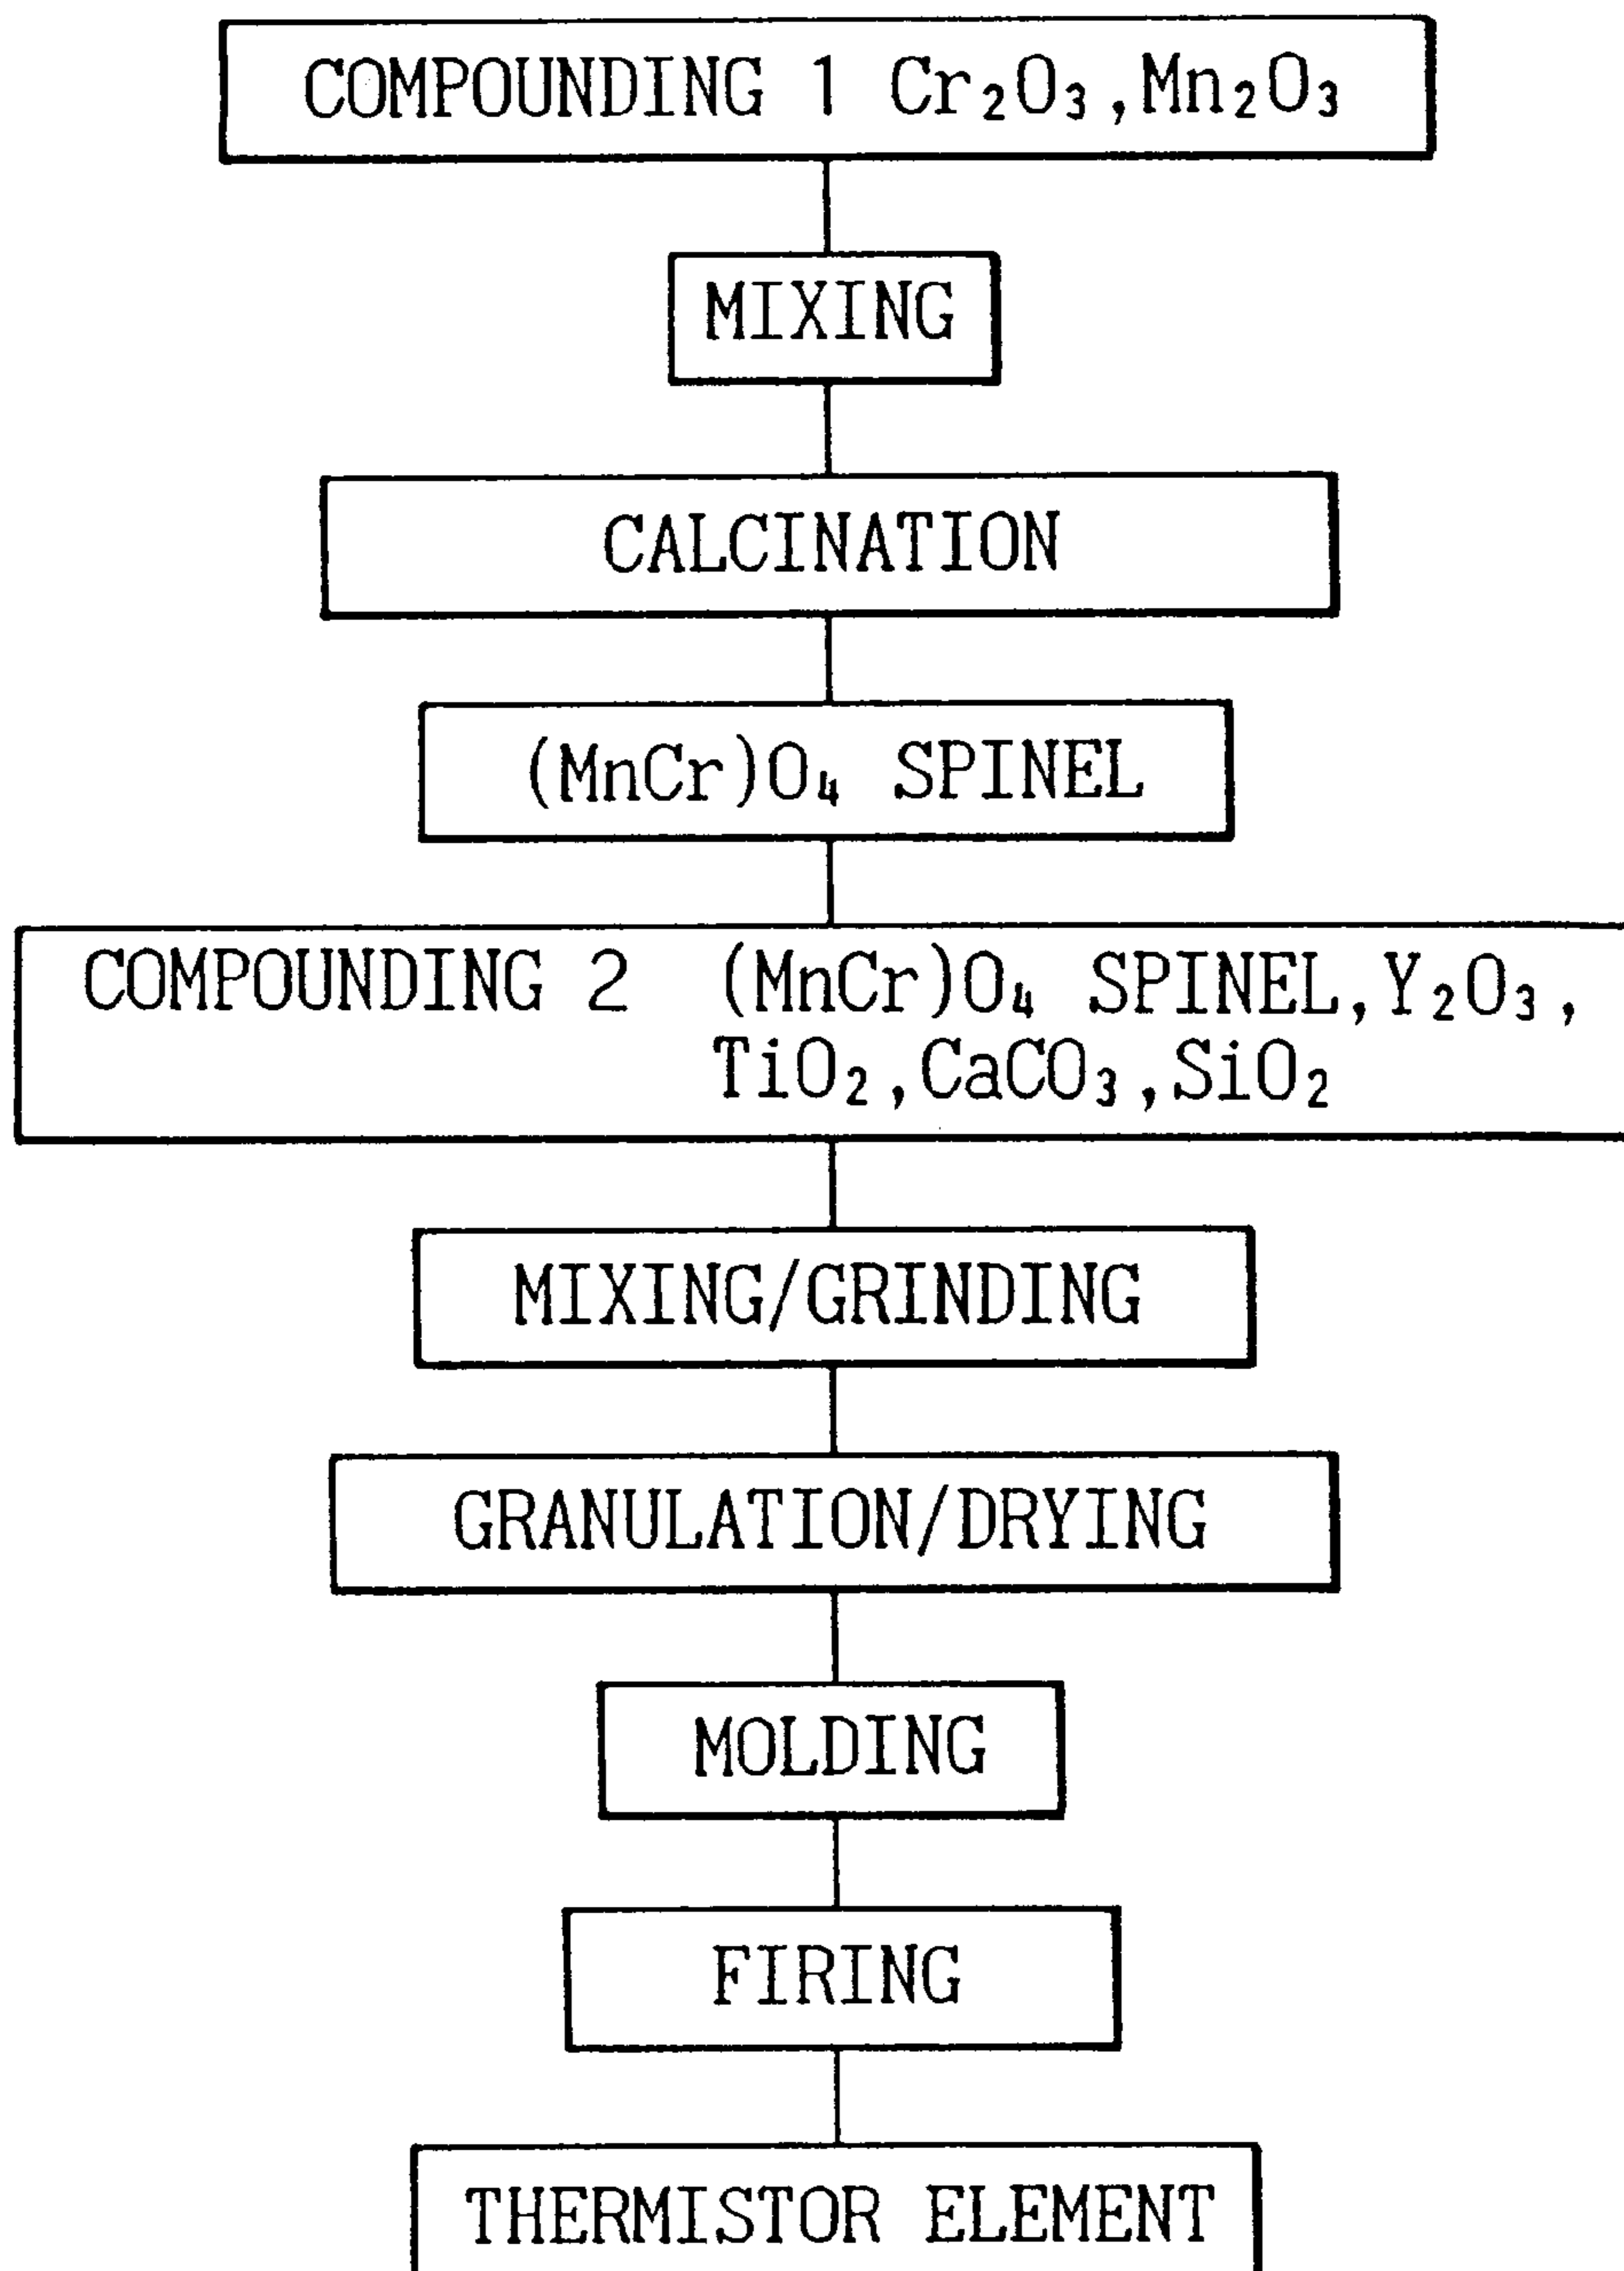 COMPOUNDING 1 Cr₂O₃,Mn₂O₃
MIXING
CALCINATION
(MnCr)O₄ SPINEL
COMPOUNDING 2 (MnCr)O₄ SPINEL,Y₂O₃,
TiO₂,CaCO₃,SiO₂
MIXING/GRINDING
GRANULATION/DRYING
MOLDING
FIRING
THERMISTOR ELEMENT